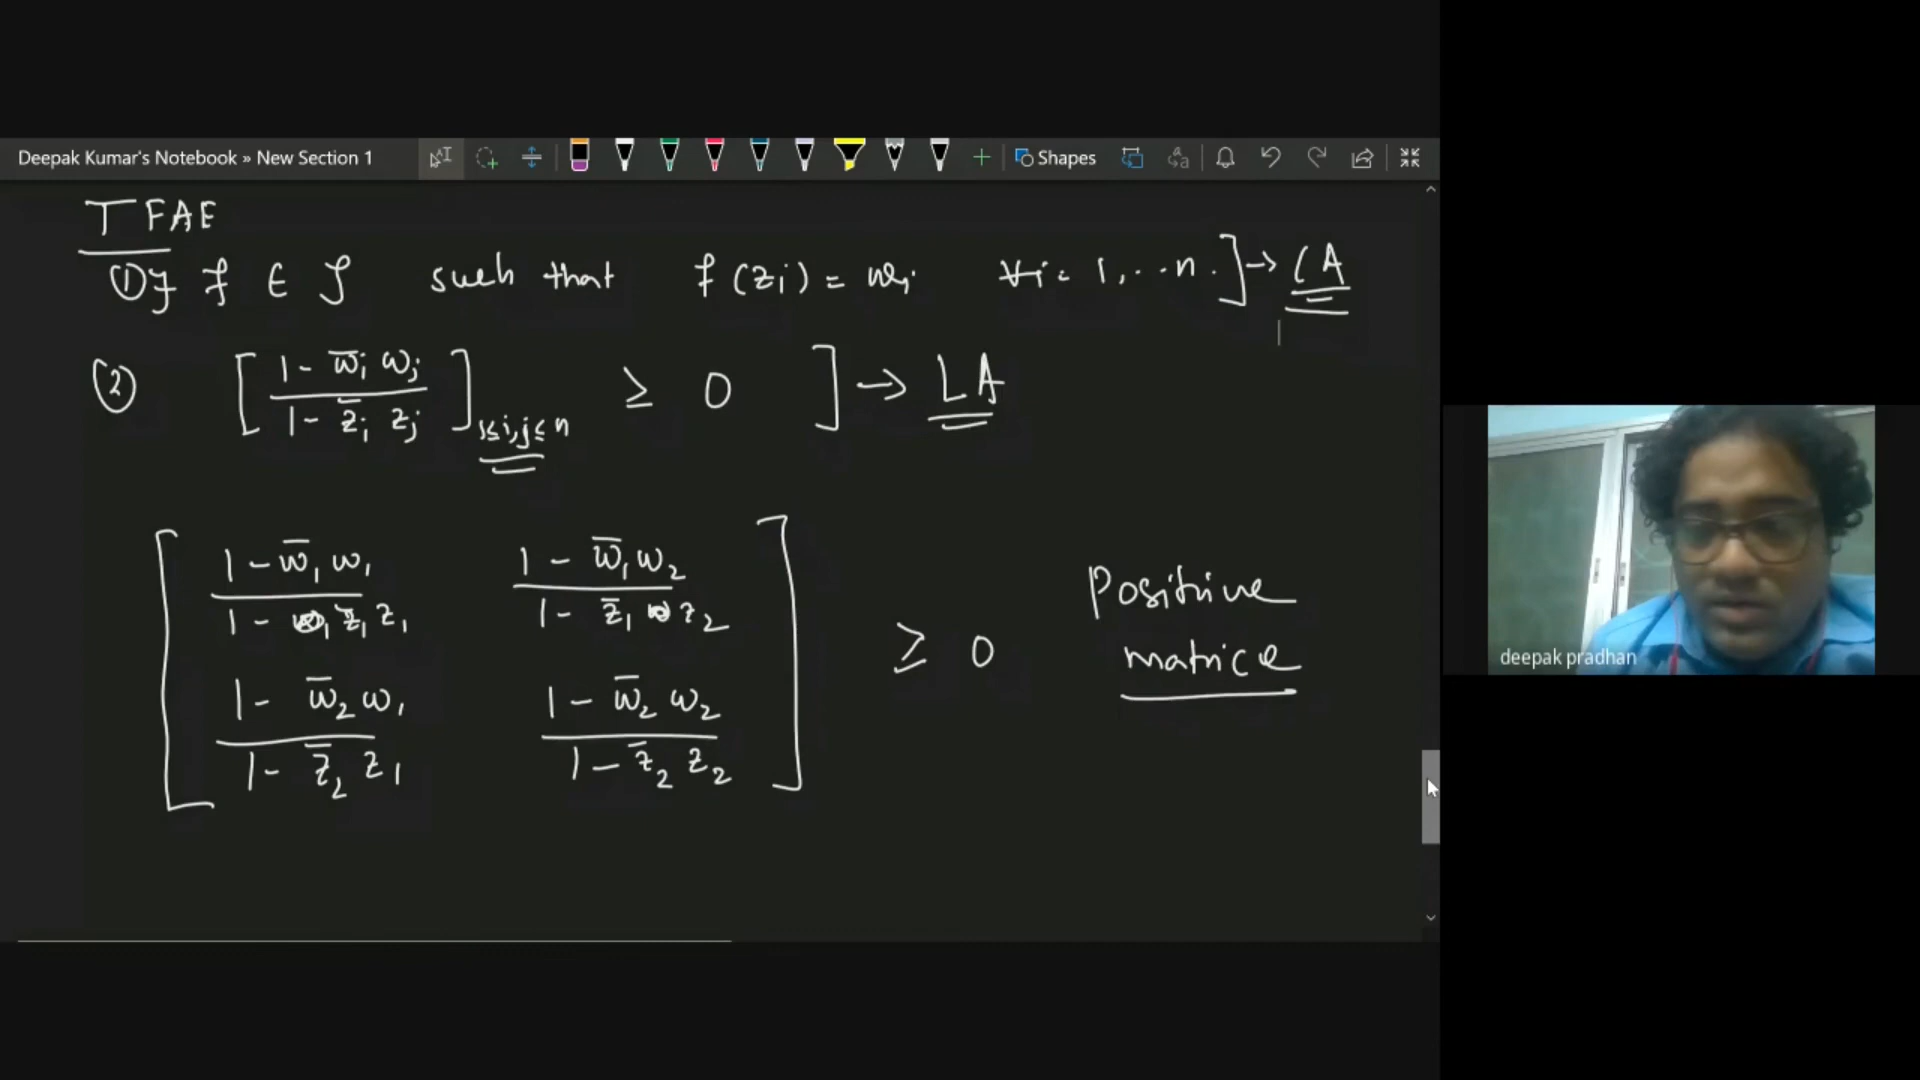 Deepak Kumar's Notebook » New Section 1
Shapes
TFAE
① ∃ f ∈ 𝒮 such that f(zᵢ) = wᵢ ∀ i = 1, ... n . ] → CA
② [ (1 - w̄ᵢ wⱼ) / (1 - z̄ᵢ zⱼ) ] 1≤i,j≤n ≥ 0 ] → LA
[ (1 - w̄₁ w₁) / (1 - z̄₁ z₁) (1 - w̄₁ w₂) / (1 - z̄₁ z₂)
(1 - w̄₂ w₁) / (1 - z̄₂ z₁) (1 - w̄₂ w₂) / (1 - z̄₂ z₂) ] ≥ 0
Positive
matrice
deepak pradhan